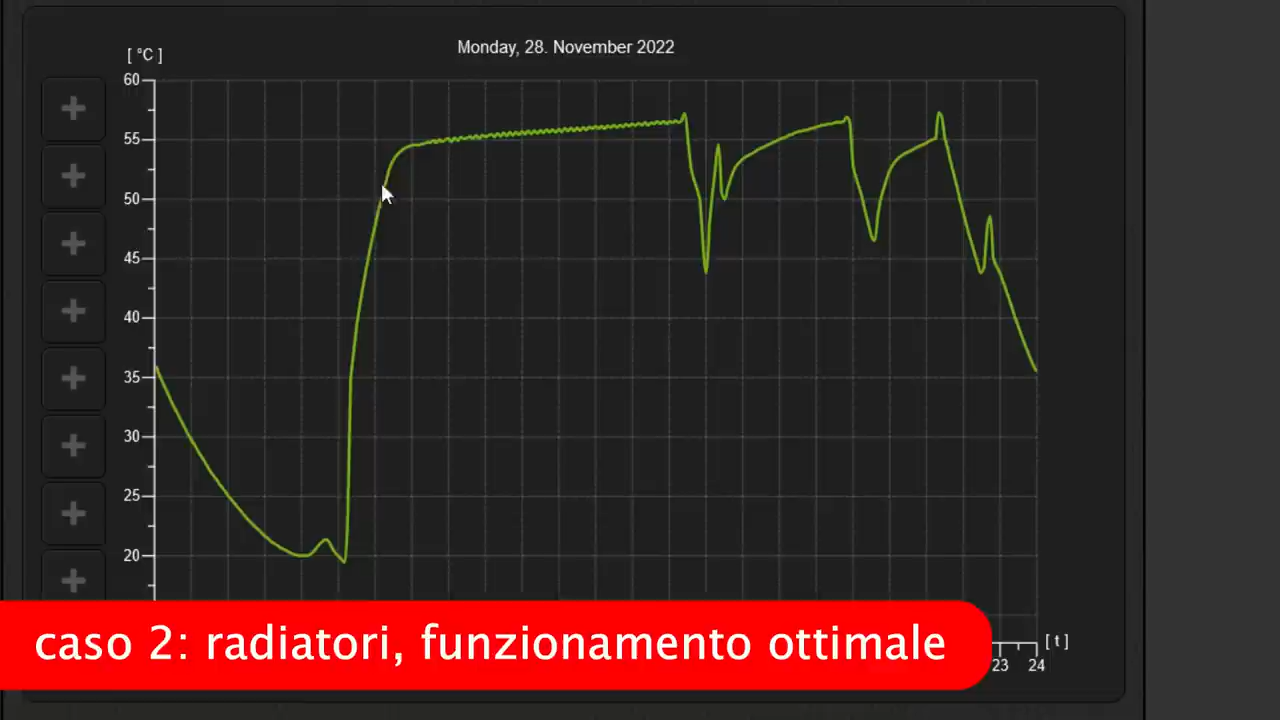 Monday, 28. November 2022
[ °C ]
60
55
50
45
40
35
30
25
20
caso 2: radiatori, funzionamento ottimale
[ t ]
23 24